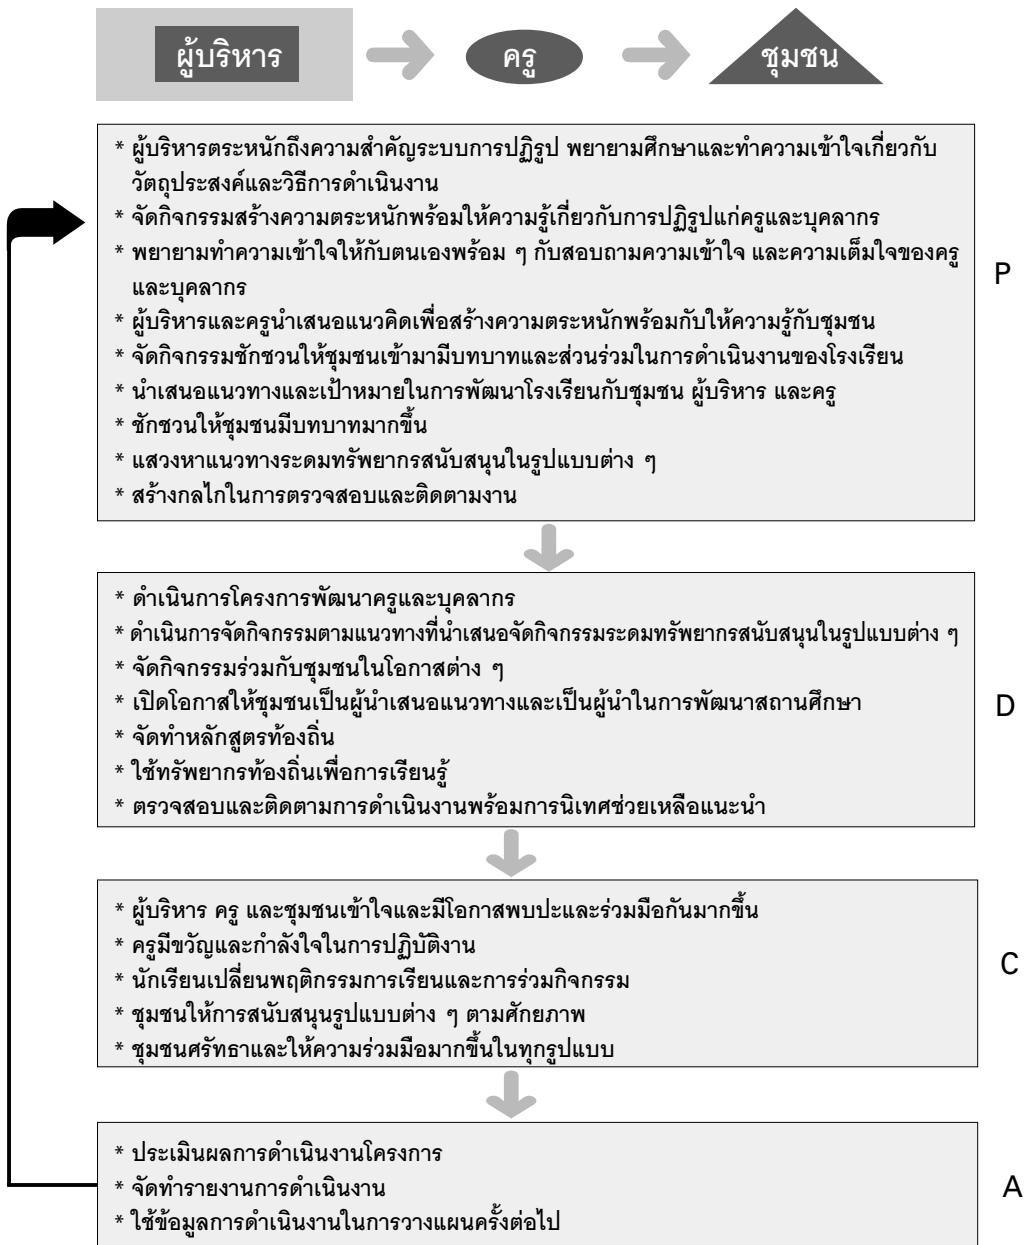 ผู้บริหาร
ครู
ชุมชน
* ผู้บริหารตระหนักถึงความสำคัญระบบการปฏิรูป พยายามศึกษาและทำความเข้าใจเกี่ยวกับ
วัตถุประสงค์และวิธีการดำเนินงาน
* จัดกิจกรรมสร้างความตระหนักพร้อมให้ความรู้เกี่ยวกับการปฏิรูปแก่ครูและบุคลากร
* พยายามทำความเข้าใจให้กับตนเองพร้อม ๆ กับสอบถามความเข้าใจ และความเต็มใจของครู
และบุคลากร
* ผู้บริหารและครูนำเสนอแนวคิดเพื่อสร้างความตระหนักพร้อมกับให้ความรู้กับชุมชน
* จัดกิจกรรมชักชวนให้ชุมชนเข้ามามีบทบาทและส่วนร่วมในการดำเนินงานของโรงเรียน
* นำเสนอแนวทางและเป้าหมายในการพัฒนาโรงเรียนกับชุมชน ผู้บริหาร และครู
* ชักชวนให้ชุมชนมีบทบาทมากขึ้น
* แสวงหาแนวทางระดมทรัพยากรสนับสนุนในรูปแบบต่าง ๆ
* สร้างกลไกในการตรวจสอบและติดตามงาน
P
* ดำเนินการโครงการพัฒนาครูและบุคลากร
* ดำเนินการจัดกิจกรรมตามแนวทางที่นำเสนอจัดกิจกรรมระดมทรัพยากรสนับสนุนในรูปแบบต่าง ๆ
* จัดกิจกรรมร่วมกับชุมชนในโอกาสต่าง ๆ
* เปิดโอกาสให้ชุมชนเป็นผู้นำเสนอแนวทางและเป็นผู้นำในการพัฒนาสถานศึกษา
* จัดทำหลักสูตรท้องถิ่น
* ใช้ทรัพยากรท้องถิ่นเพื่อการเรียนรู้
* ตรวจสอบและติดตามการดำเนินงานพร้อมการนิเทศช่วยเหลือแนะนำ
D
* ผู้บริหาร ครู และชุมชนเข้าใจและมีโอกาสพบปะและร่วมมือกันมากขึ้น
* ครูมีขวัญและกำลังใจในการปฏิบัติงาน
* นักเรียนเปลี่ยนพฤติกรรมการเรียนและการร่วมกิจกรรม
* ชุมชนให้การสนับสนุนรูปแบบต่าง ๆ ตามศักยภาพ
* ชุมชนศรัทธาและให้ความร่วมมือมากขึ้นในทุกรูปแบบ
C
* ประเมินผลการดำเนินงานโครงการ
* จัดทำรายงานการดำเนินงาน
* ใช้ข้อมูลการดำเนินงานในการวางแผนครั้งต่อไป
A